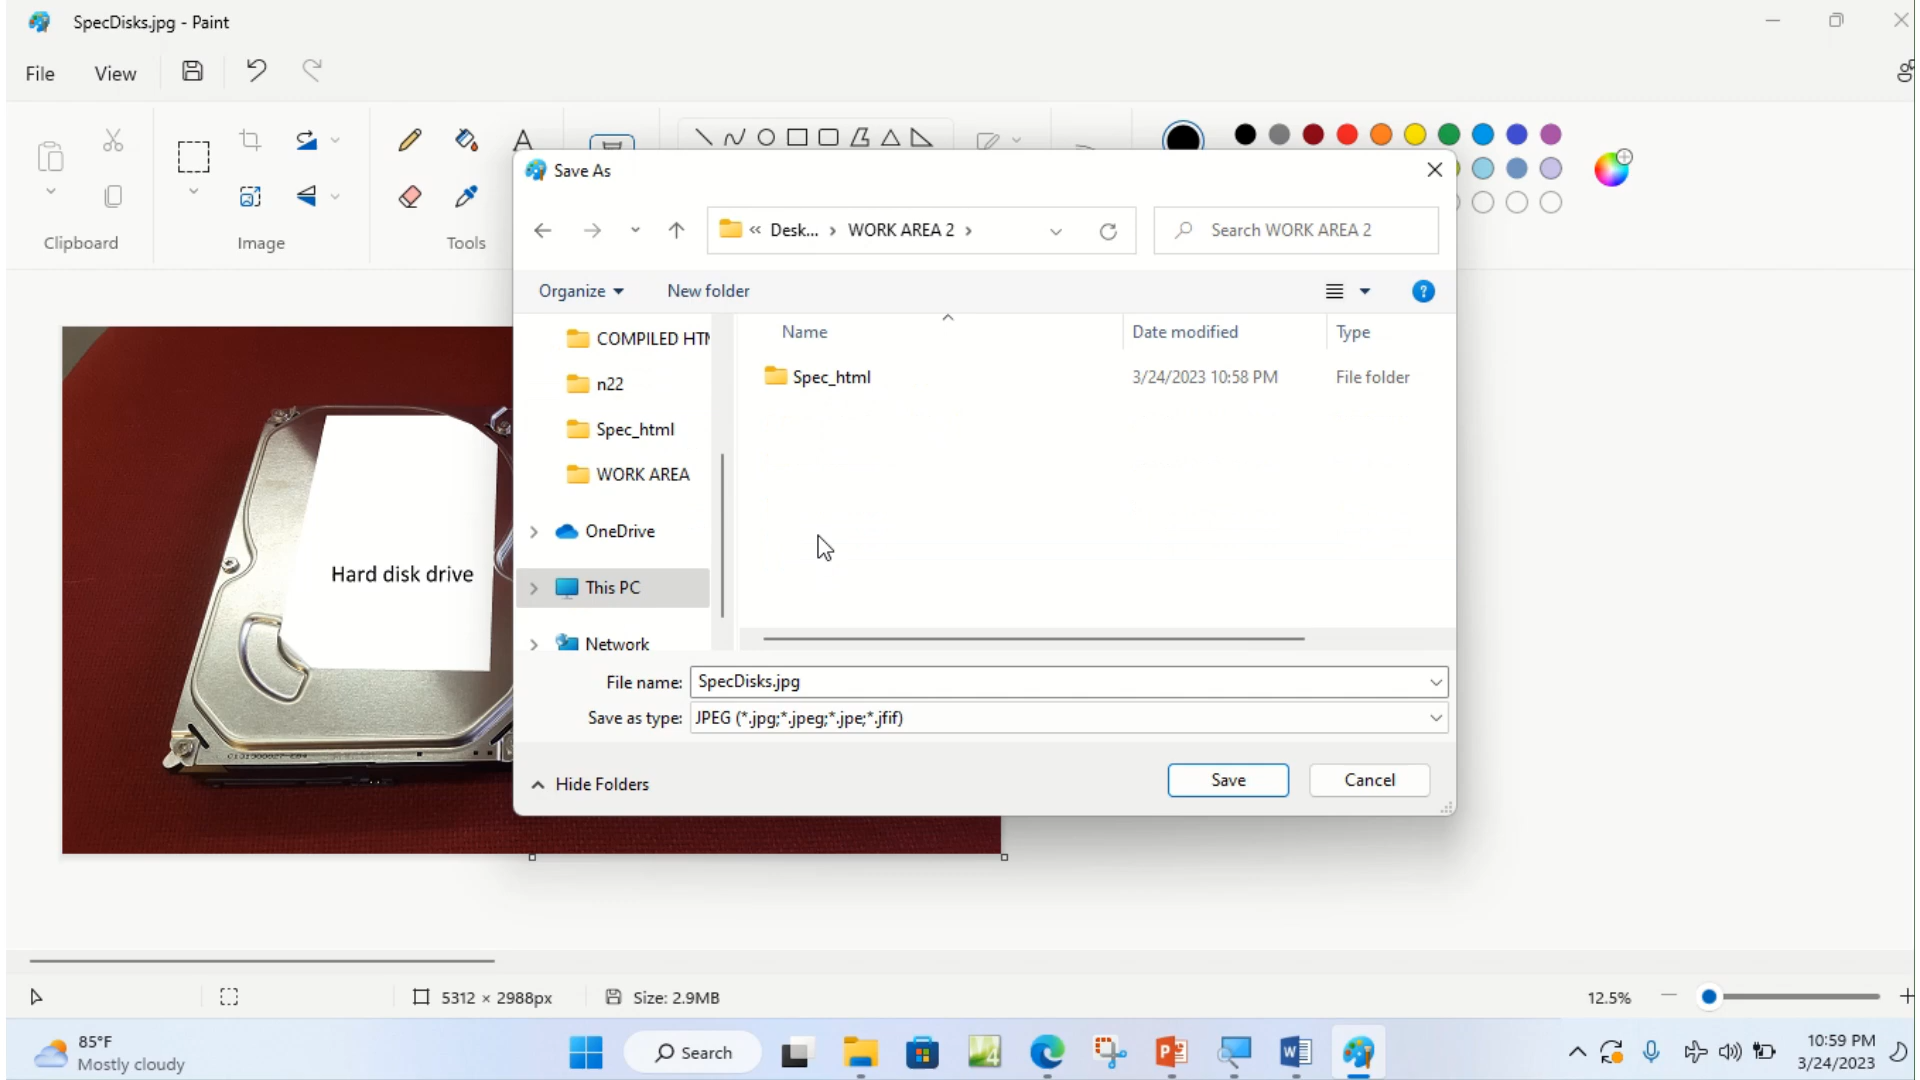 SpecDisks.jpg - Paint
File View
A
Clipboard Image Tools
Save As
« Desk... › WORK AREA 2 ›
Search WORK AREA 2
Organize New folder
?
COMPILED HTM
n22
Spec_html
WORK AREA
OneDrive
This PC
Network
Name Date modified Type
Spec_html 3/24/2023 10:58 PM File folder
File name: SpecDisks.jpg
Save as type: JPEG (*.jpg;*.jpeg;*.jpe;*.jfif)
Hide Folders Save Cancel
Hard disk drive
5312 × 2988px Size: 2.9MB 12.5%
85°F
Mostly cloudy
Search
10:59 PM
3/24/2023